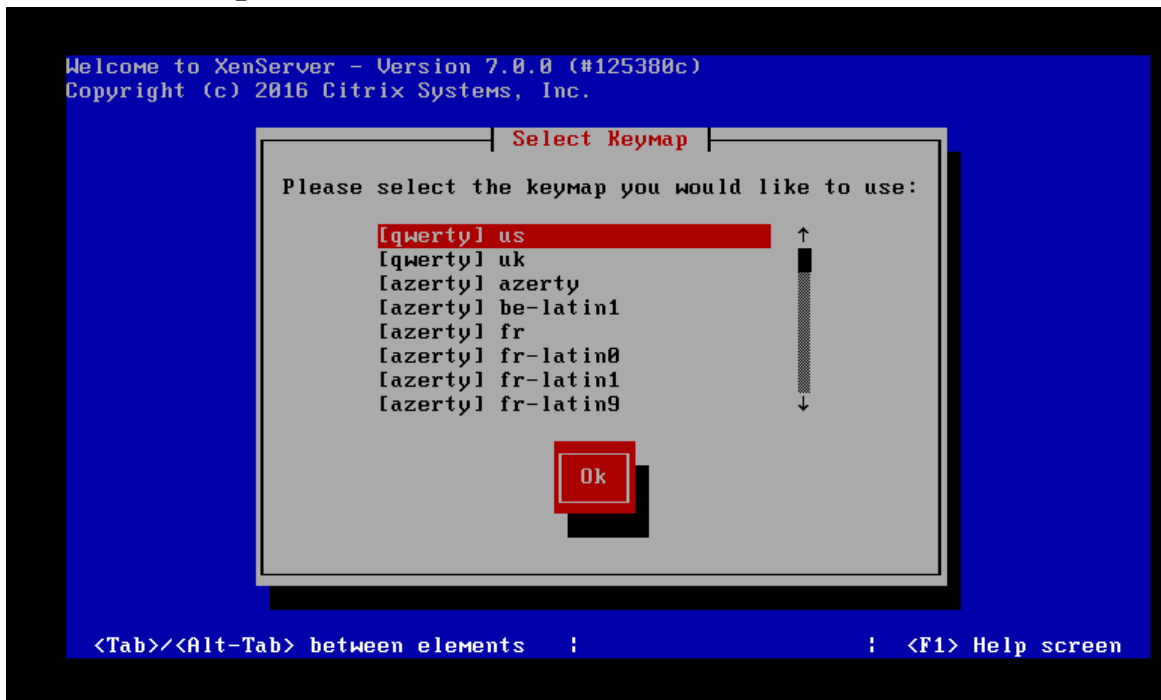 Welcome to XenServer - Version 7.0.0 (#125380c)
Copyright (c) 2016 Citrix Systems, Inc.
Select Keymap
Please select the keymap you would like to use:
[qwerty] us
[qwerty] uk
[azerty] azerty
[azerty] be-latin1
[azerty] fr
[azerty] fr-latin0
[azerty] fr-latin1
[azerty] fr-latin9
Ok
<Tab>/<Alt-Tab> between elements ¦ ¦ <F1> Help screen